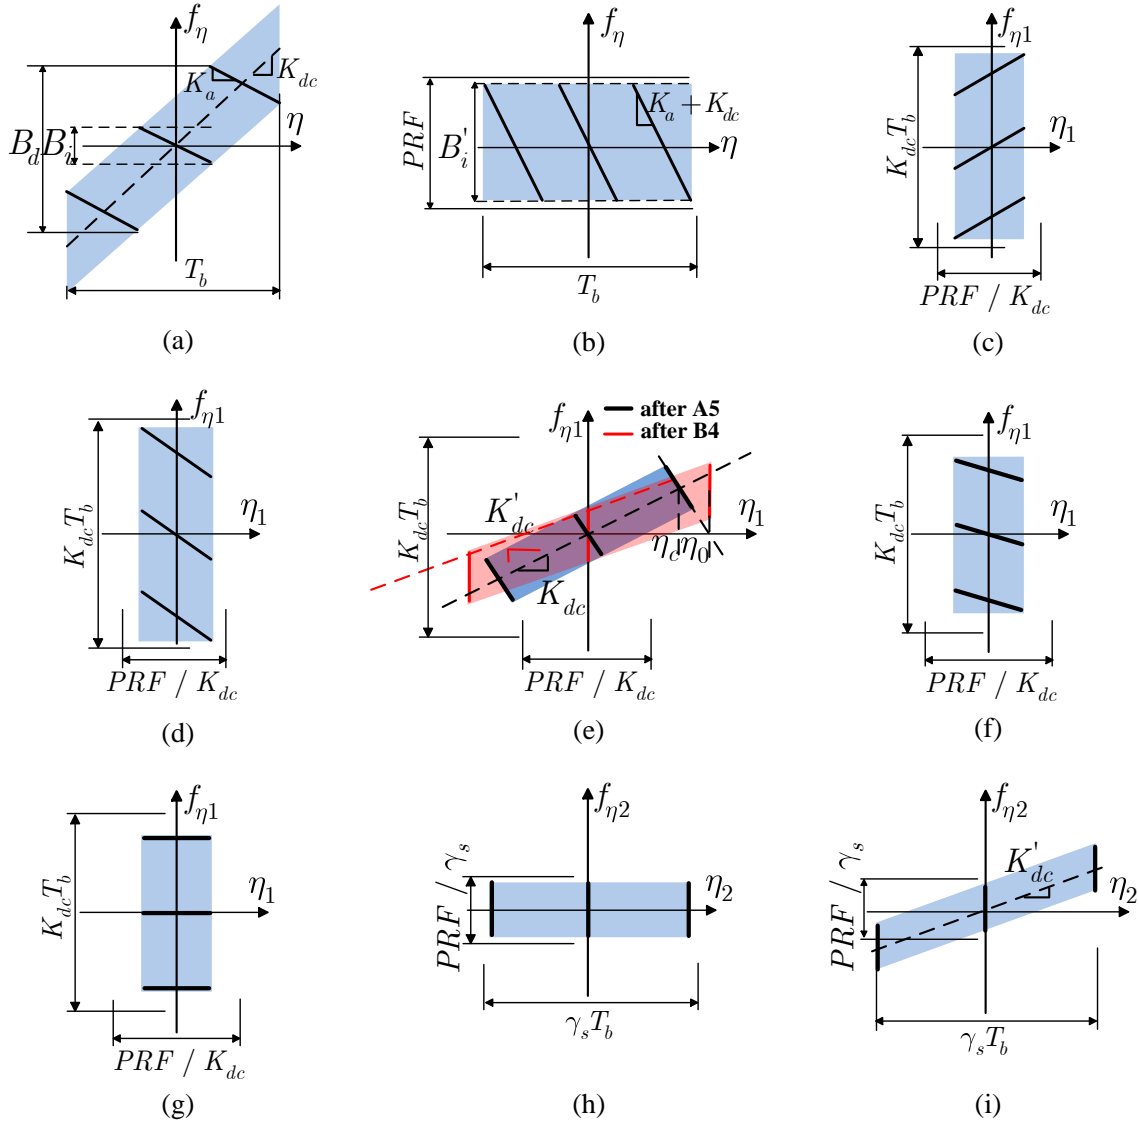 f_η
K_a
K_dc
B_d
B_i
η
T_b
(a)
f_η
PRF
B_i'
K_a + K_dc
η
T_b
(b)
f_η1
K_dc T_b
η_1
PRF / K_dc
(c)
f_η1
K_dc T_b
η_1
PRF / K_dc
(d)
after A5
after B4
f_η1
K_dc T_b
K_dc'
η_1
η_c
η_0
K_dc
PRF / K_dc
(e)
f_η1
K_dc T_b
η_1
PRF / K_dc
(f)
f_η1
K_dc T_b
η_1
PRF / K_dc
(g)
f_η2
PRF / γ_s
η_2
γ_s T_b
(h)
f_η2
PRF / γ_s
K_dc'
η_2
γ_s T_b
(i)